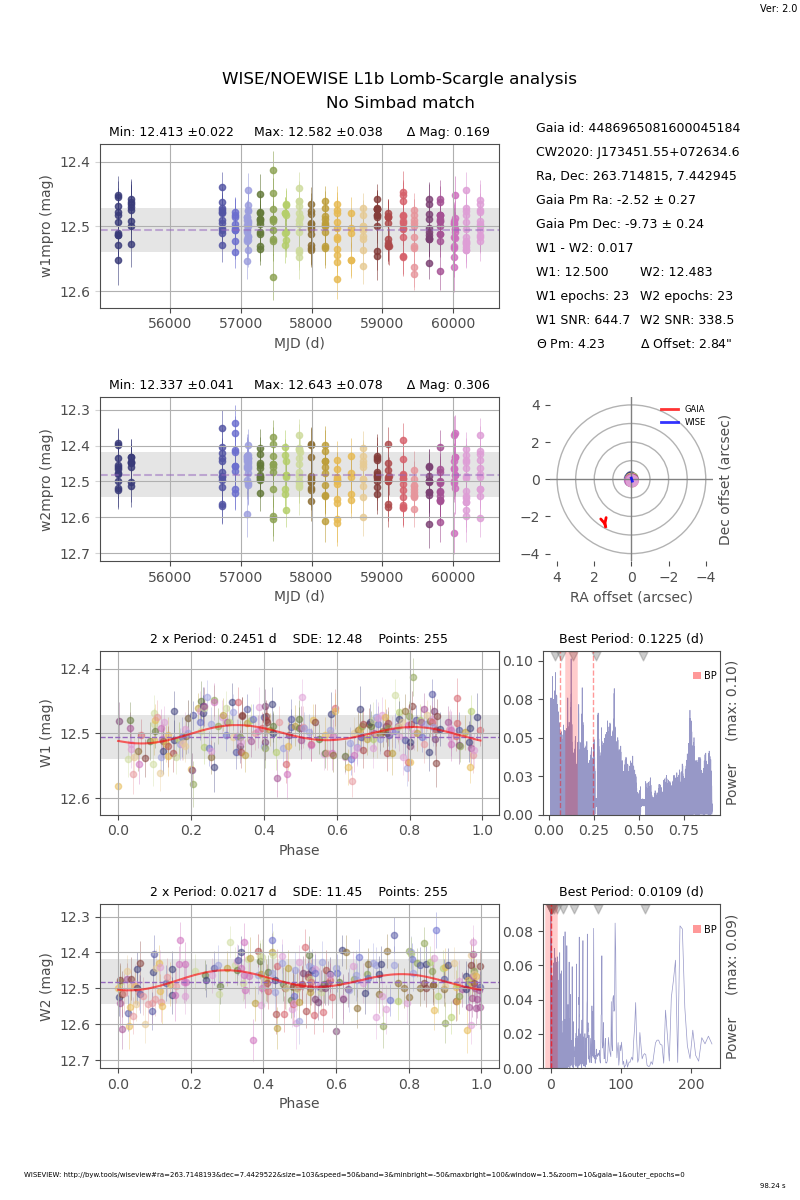 Ver: 2.0
WISE/NOEWISE L1b Lomb-Scargle analysis
No Simbad match
Min: 12.413 ±0.022 Max: 12.582 ±0.038 Δ Mag: 0.169
12.4
12.5
12.6
w1mpro (mag)
56000 57000 58000 59000 60000
MJD (d)
Gaia id: 4486965081600045184
CW2020: J173451.55+072634.6
Ra, Dec: 263.714815, 7.442945
Gaia Pm Ra: -2.52 ± 0.27
Gaia Pm Dec: -9.73 ± 0.24
W1 - W2: 0.017
W1: 12.500 W2: 12.483
W1 epochs: 23 W2 epochs: 23
W1 SNR: 644.7 W2 SNR: 338.5
Θ Pm: 4.23 Δ Offset: 2.84"
Min: 12.337 ±0.041 Max: 12.643 ±0.078 Δ Mag: 0.306
12.3
12.4
12.5
12.6
12.7
w2mpro (mag)
56000 57000 58000 59000 60000
MJD (d)
GAIA
WISE
4
2
0
−2
−4
4 2 0 −2 −4
RA offset (arcsec)
Dec offset (arcsec)
2 x Period: 0.2451 d SDE: 12.48 Points: 255
12.4
12.5
12.6
W1 (mag)
0.0 0.2 0.4 0.6 0.8 1.0
Phase
Best Period: 0.1225 (d)
BP
0.10
0.08
0.05
0.03
0.00
0.00 0.25 0.50 0.75
Power (max: 0.10)
2 x Period: 0.0217 d SDE: 11.45 Points: 255
12.3
12.4
12.5
12.6
12.7
W2 (mag)
0.0 0.2 0.4 0.6 0.8 1.0
Phase
Best Period: 0.0109 (d)
BP
0.08
0.06
0.04
0.02
0.00
0 100 200
Power (max: 0.09)
WISEVIEW: http://byw.tools/wiseview#ra=263.7148193&dec=7.4429522&size=103&speed=50&band=3&minbright=-50&maxbright=100&window=1.5&zoom=10&gaia=1&outer_epochs=0
98.24 s